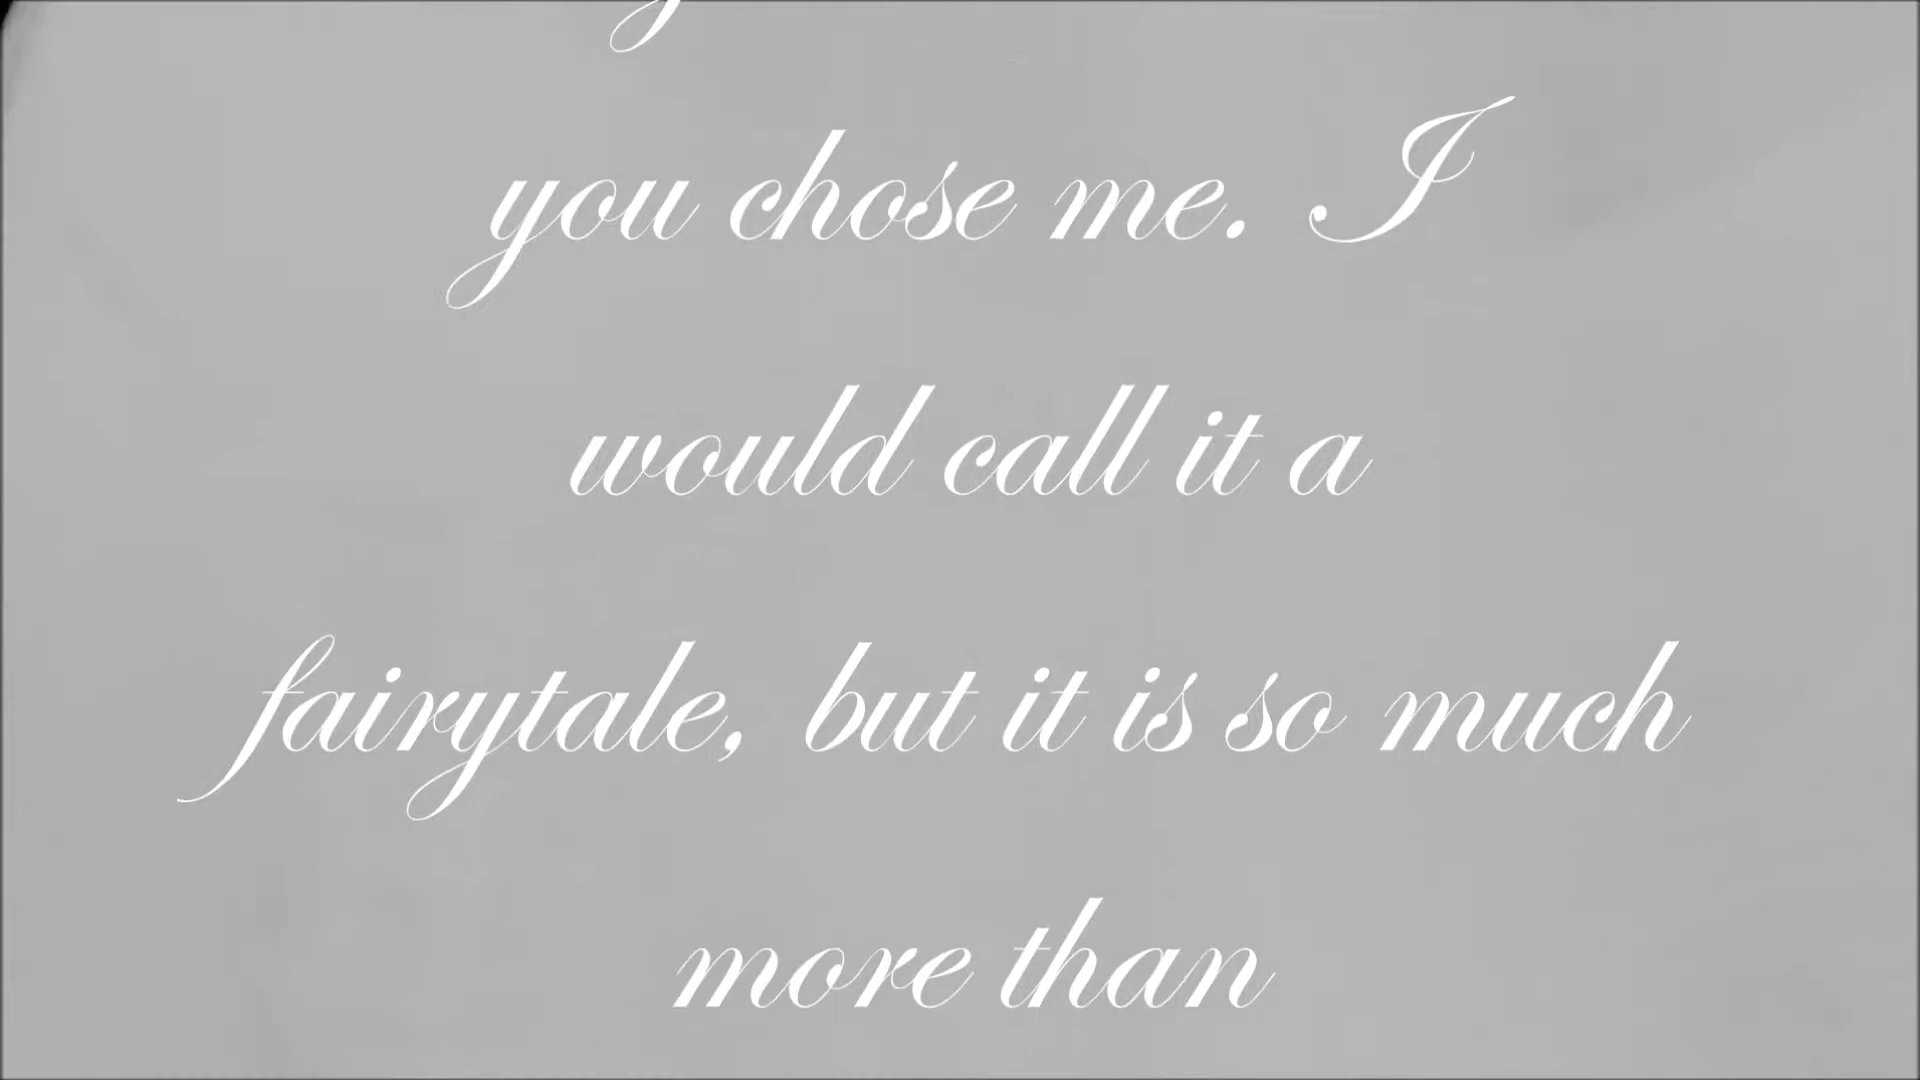 you chose me. I
would call it a
fairytale, but it is so much
more than